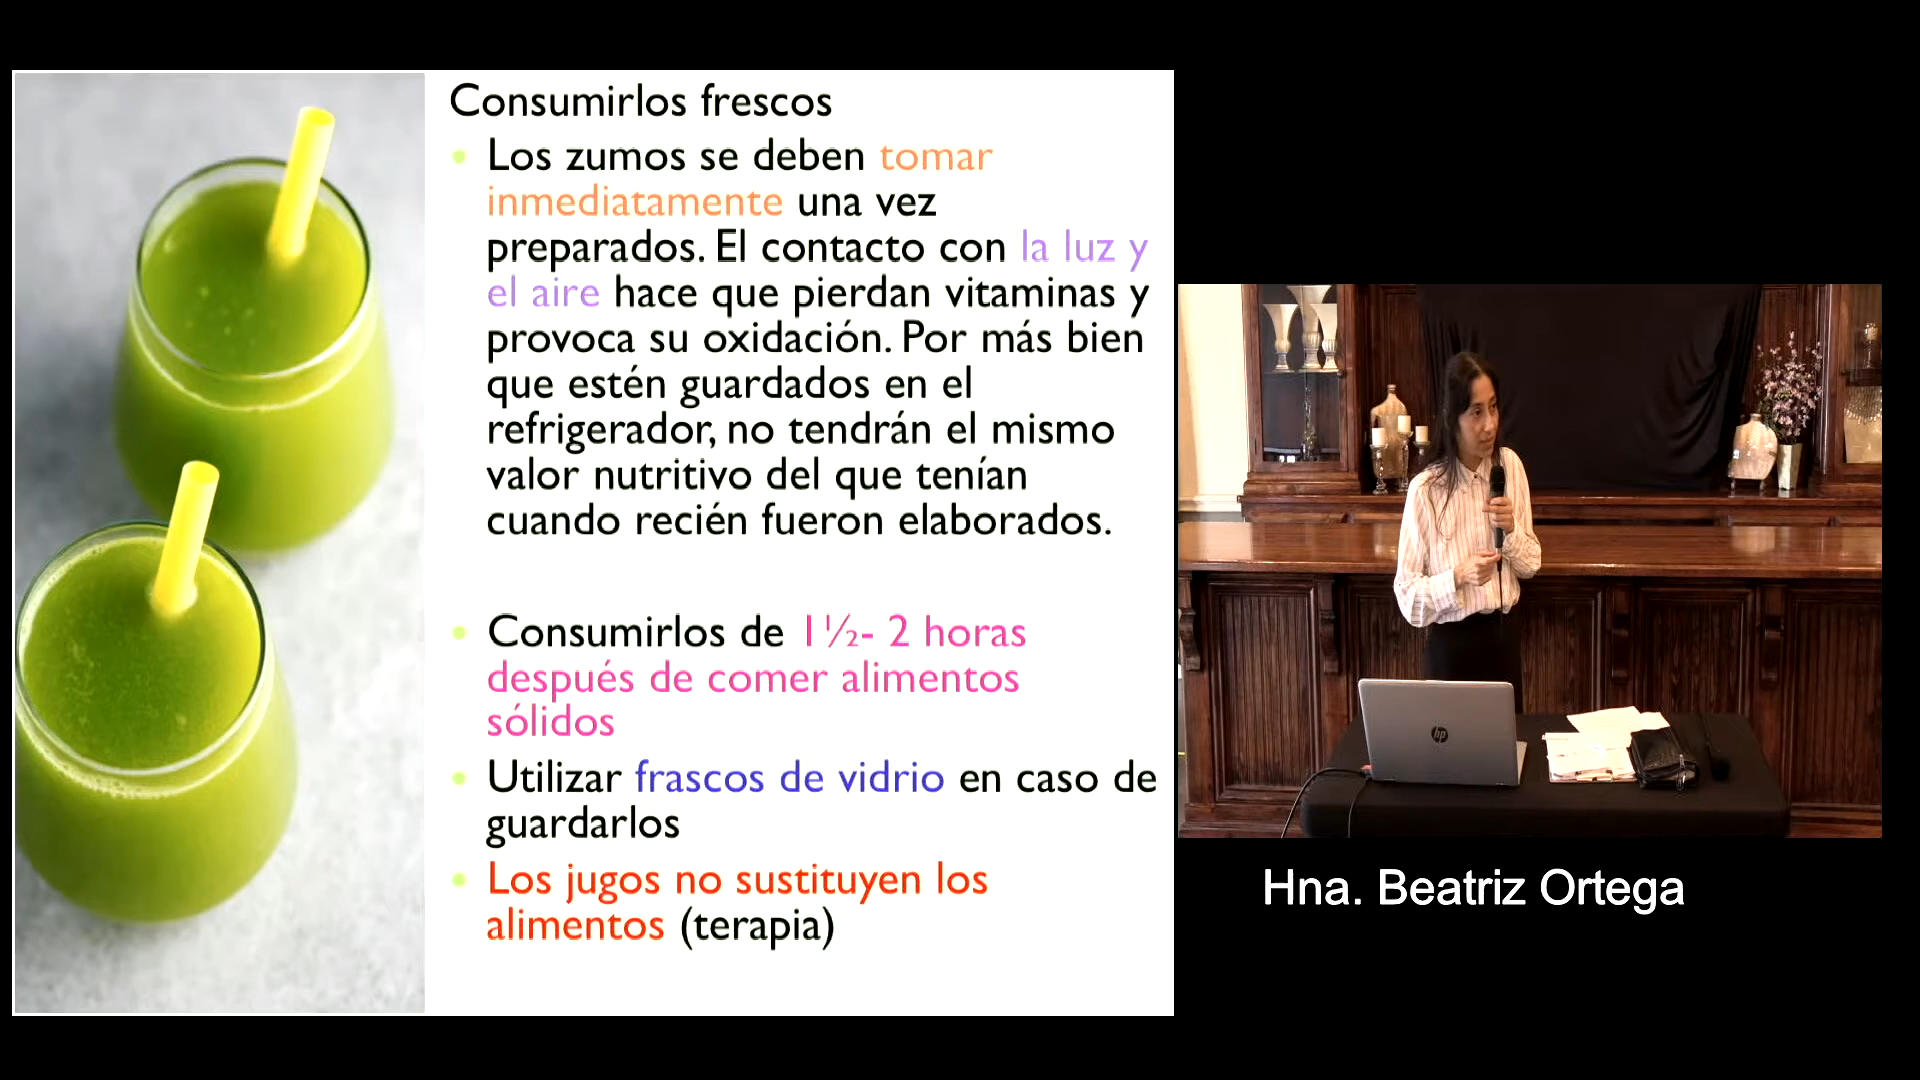 Consumirlos frescos
• Los zumos se deben tomar
inmediatamente una vez
preparados. El contacto con la luz y
el aire hace que pierdan vitaminas y
provoca su oxidación. Por más bien
que estén guardados en el
refrigerador, no tendrán el mismo
valor nutritivo del que tenían
cuando recién fueron elaborados.
• Consumirlos de 1½- 2 horas
después de comer alimentos
sólidos
• Utilizar frascos de vidrio en caso de
guardarlos
• Los jugos no sustituyen los
alimentos (terapia)
hp
Hna. Beatriz Ortega